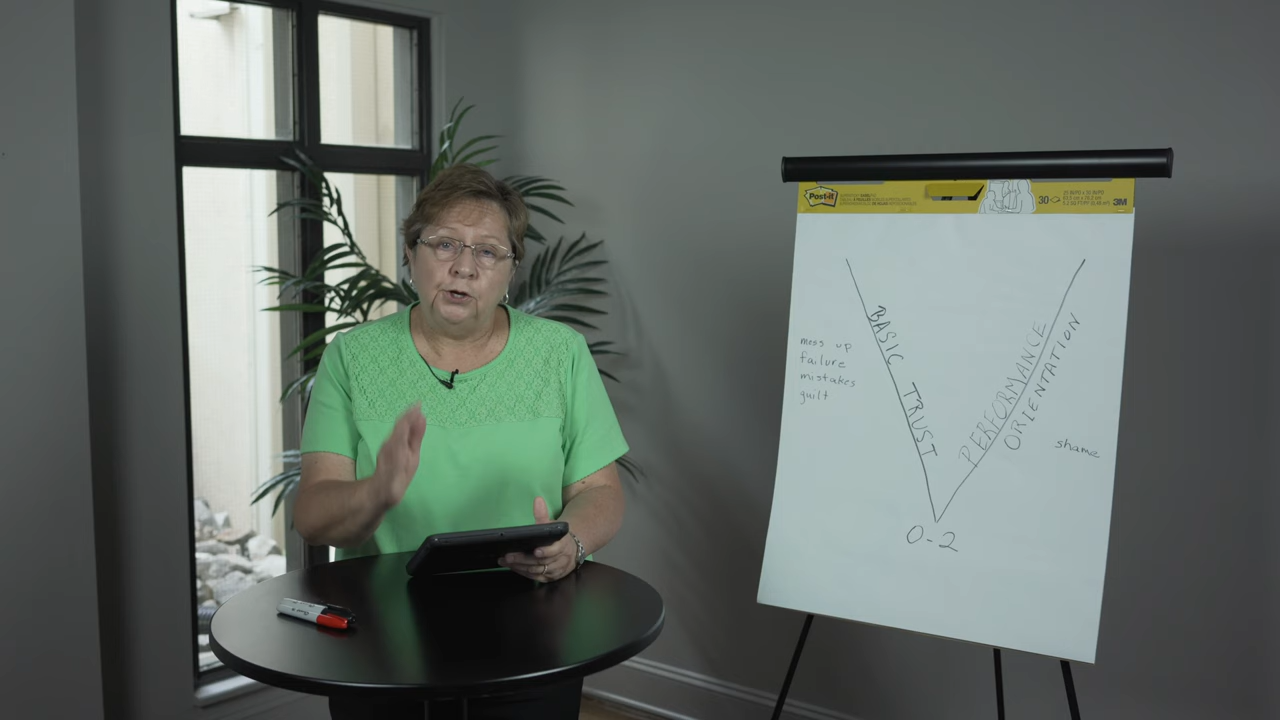 Post-it
30
3M
BASIC TRUST
PERFORMANCE
ORIENTATION
mess up
failure
mistakes
guilt
shame
0-2